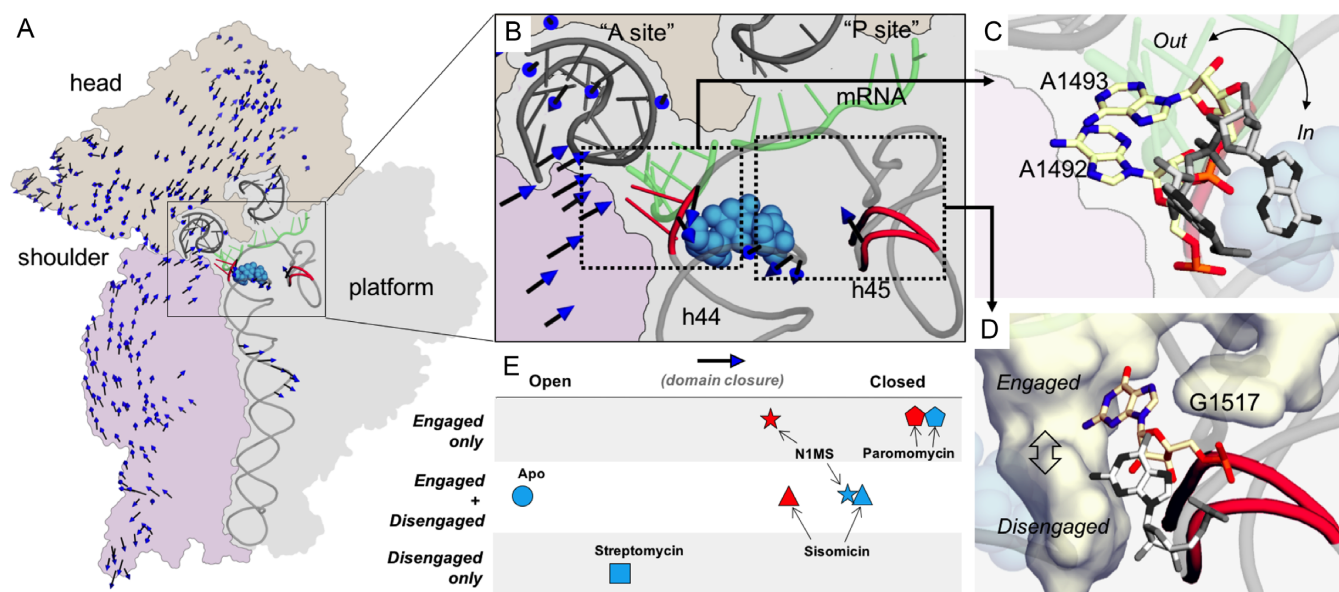 A
head
shoulder
platform
B
“A site”
“P site”
mRNA
h44
h45
C
Out
In
A1493
A1492
D
Engaged
G1517
Disengaged
E
Open
(domain closure)
Closed
Engaged
only
N1MS
Paromomycin
Engaged
+
Disengaged
Apo
Sisomicin
Disengaged
only
Streptomycin